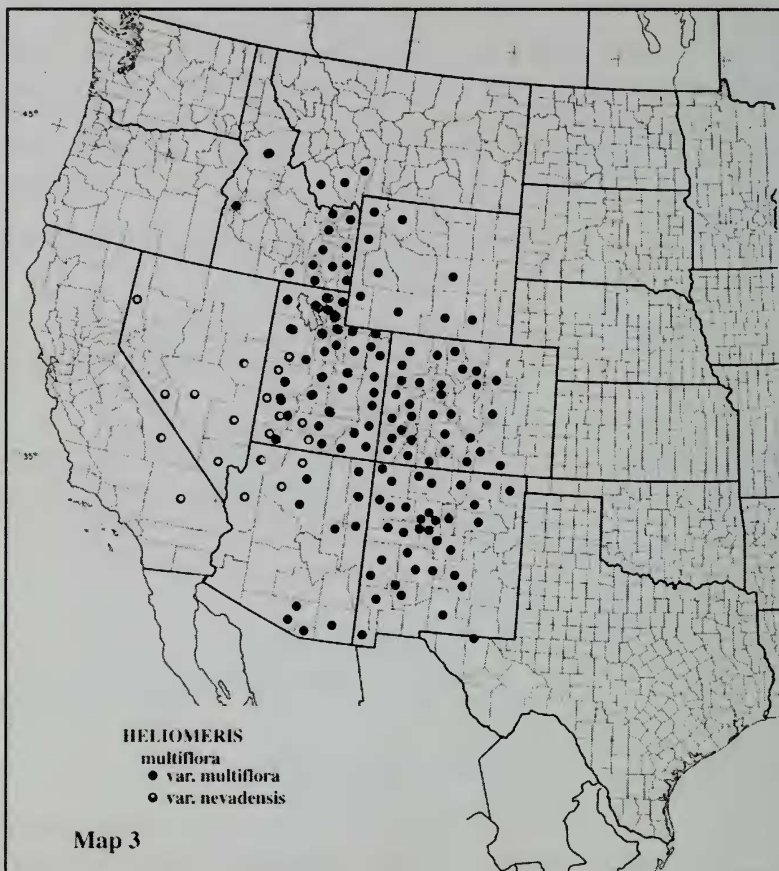 45°
35°
HELIOMERIS
multiflora
● var. multiflora
○ var. nevadensis
Map 3